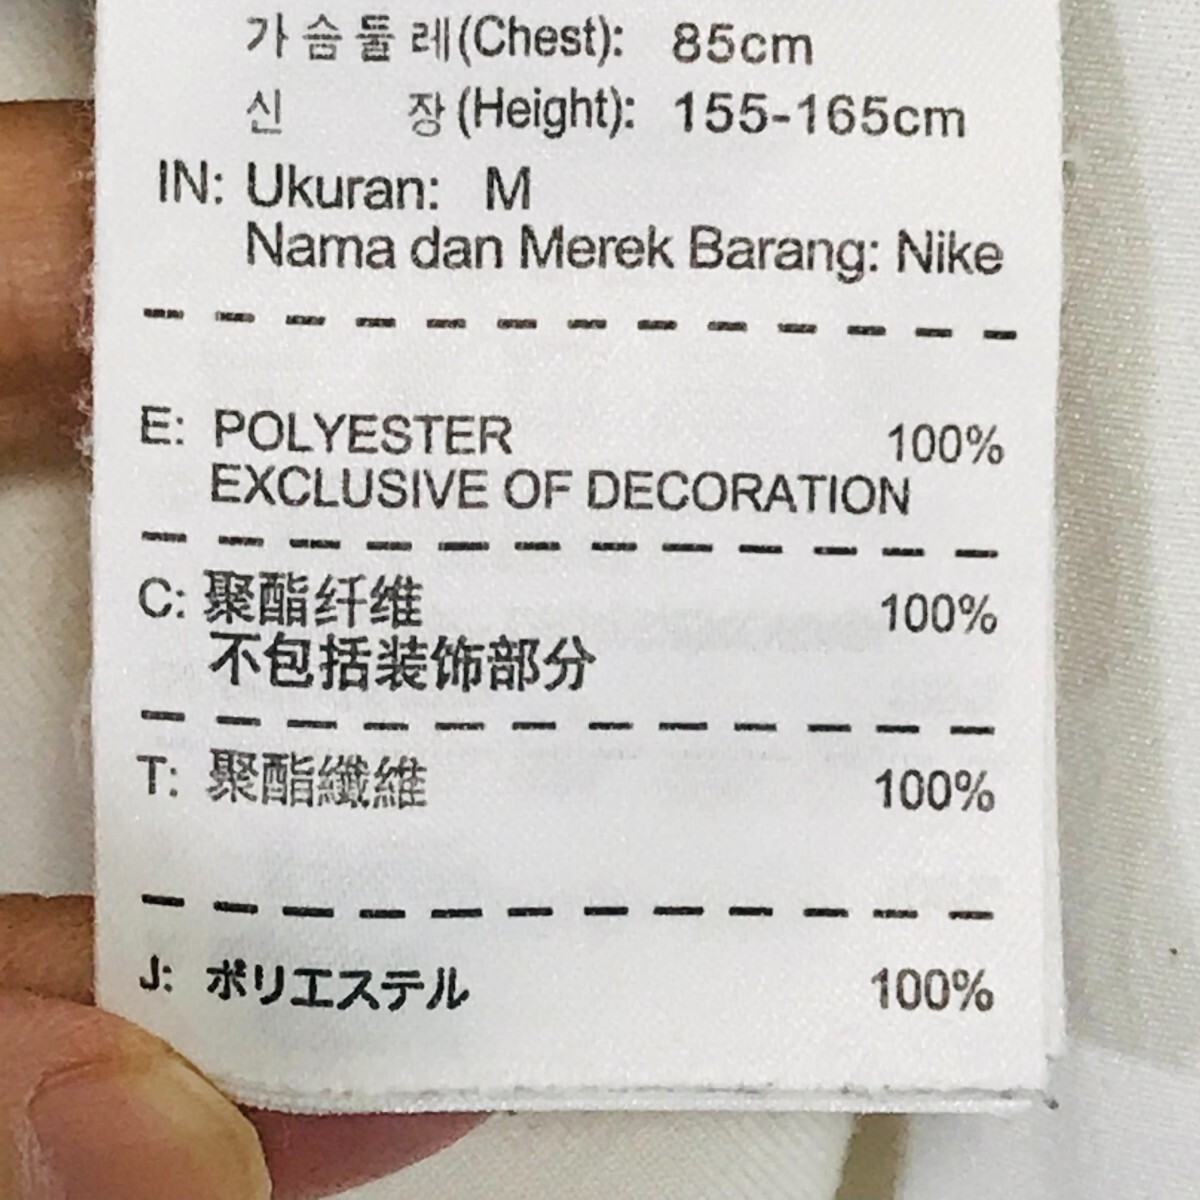 가슴둘레(Chest): 85cm
신 장(Height): 155-165cm
IN: Ukuran: M
Nama dan Merek Barang: Nike
E: POLYESTER 100%
EXCLUSIVE OF DECORATION
C: 聚酯纤维 100%
不包括装饰部分
T: 聚酯纖維 100%
J: ポリエステル 100%